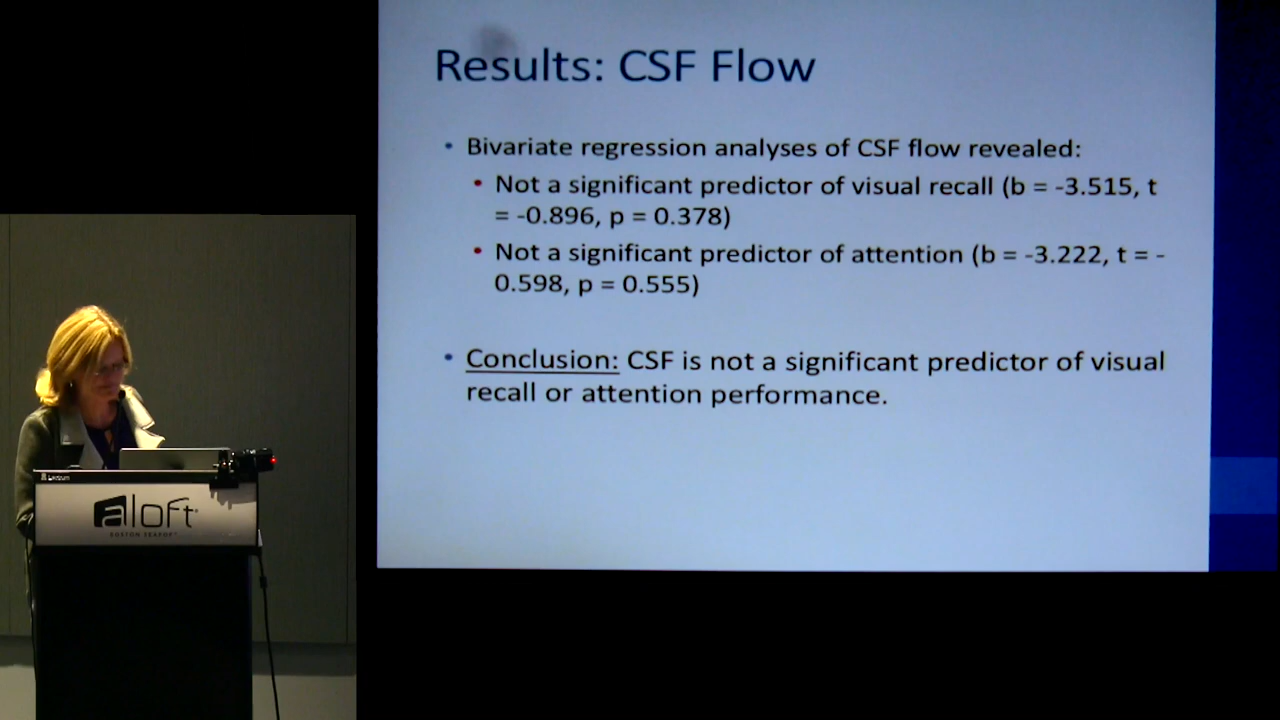 Results: CSF Flow
• Bivariate regression analyses of CSF flow revealed:
• Not a significant predictor of visual recall (b = -3.515, t
= -0.896, p = 0.378)
• Not a significant predictor of attention (b = -3.222, t = -
0.598, p = 0.555)
• Conclusion: CSF is not a significant predictor of visual
recall or attention performance.
aloft
BOSTON SEAPORT